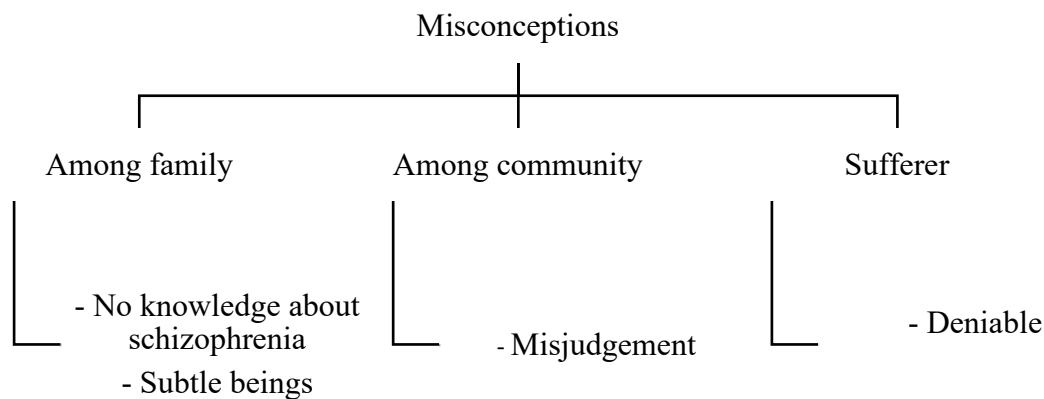 Misconceptions
Among family
Among community
Sufferer
- No knowledge about
schizophrenia
- Subtle beings
- Misjudgement
- Deniable